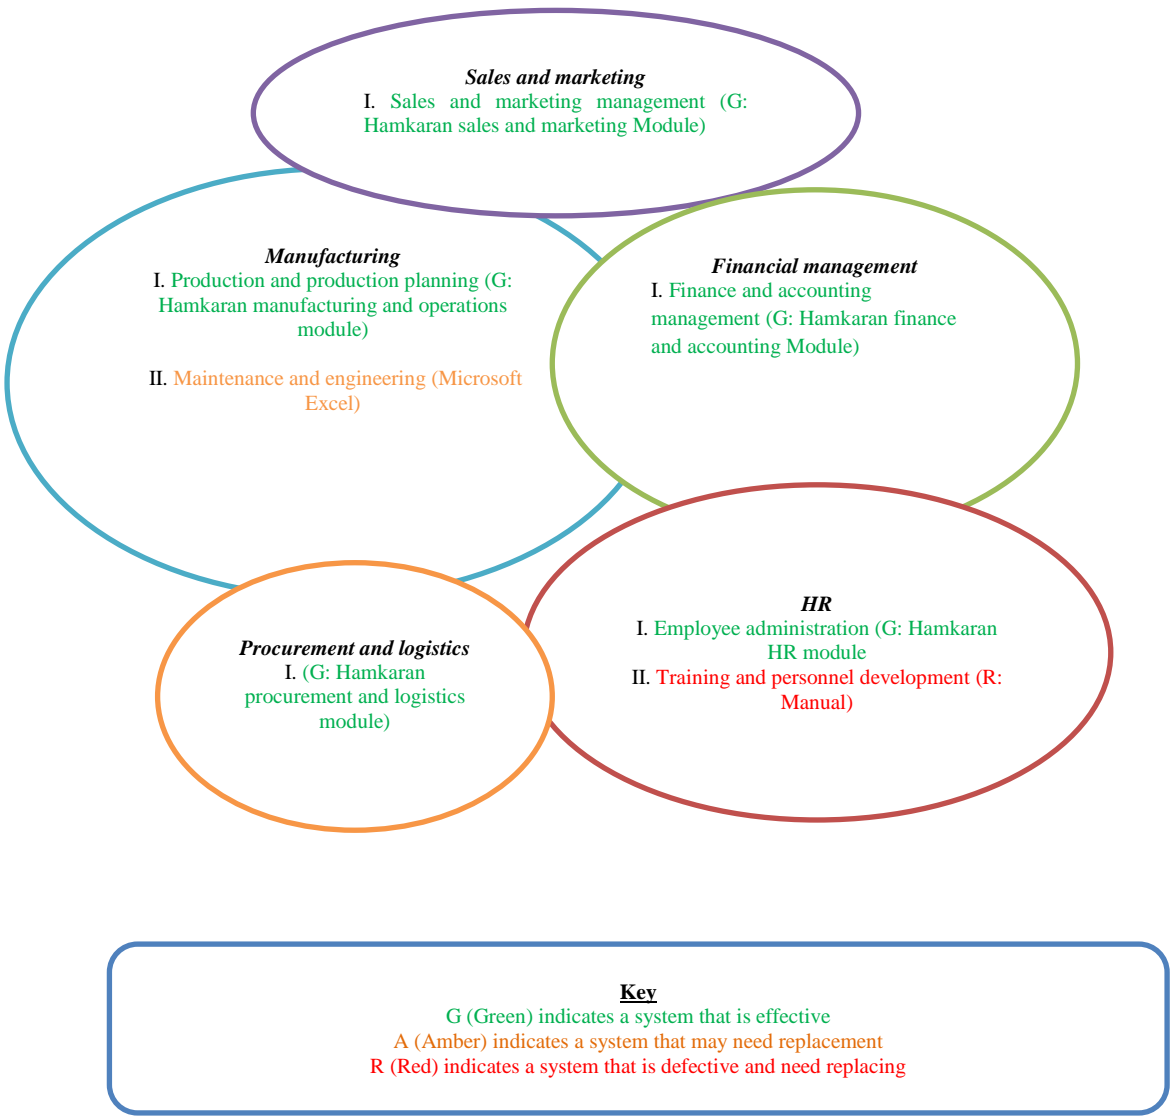 Sales and marketing
I. Sales and marketing management (G:
Hamkaran sales and marketing Module)
Manufacturing
I. Production and production planning (G:
Hamkaran manufacturing and operations
module)
II. Maintenance and engineering (Microsoft
Excel)
Financial management
I. Finance and accounting
management (G: Hamkaran finance
and accounting Module)
HR
I. Employee administration (G: Hamkaran
HR module
II. Training and personnel development (R:
Manual)
Procurement and logistics
I. (G: Hamkaran
procurement and logistics
module)
Key
G (Green) indicates a system that is effective
A (Amber) indicates a system that may need replacement
R (Red) indicates a system that is defective and need replacing